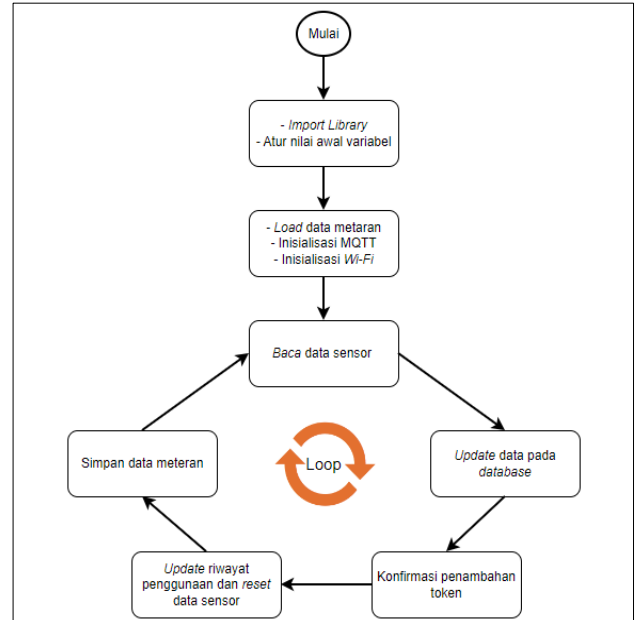 Mulai
- Import Library
- Atur nilai awal variabel
- Load data metaran
- Inisialisasi MQTT
- Inisialisasi Wi-Fi
Baca data sensor
Update data pada
database
Konfirmasi penambahan
token
Update riwayat
penggunaan dan reset
data sensor
Simpan data meteran
Loop